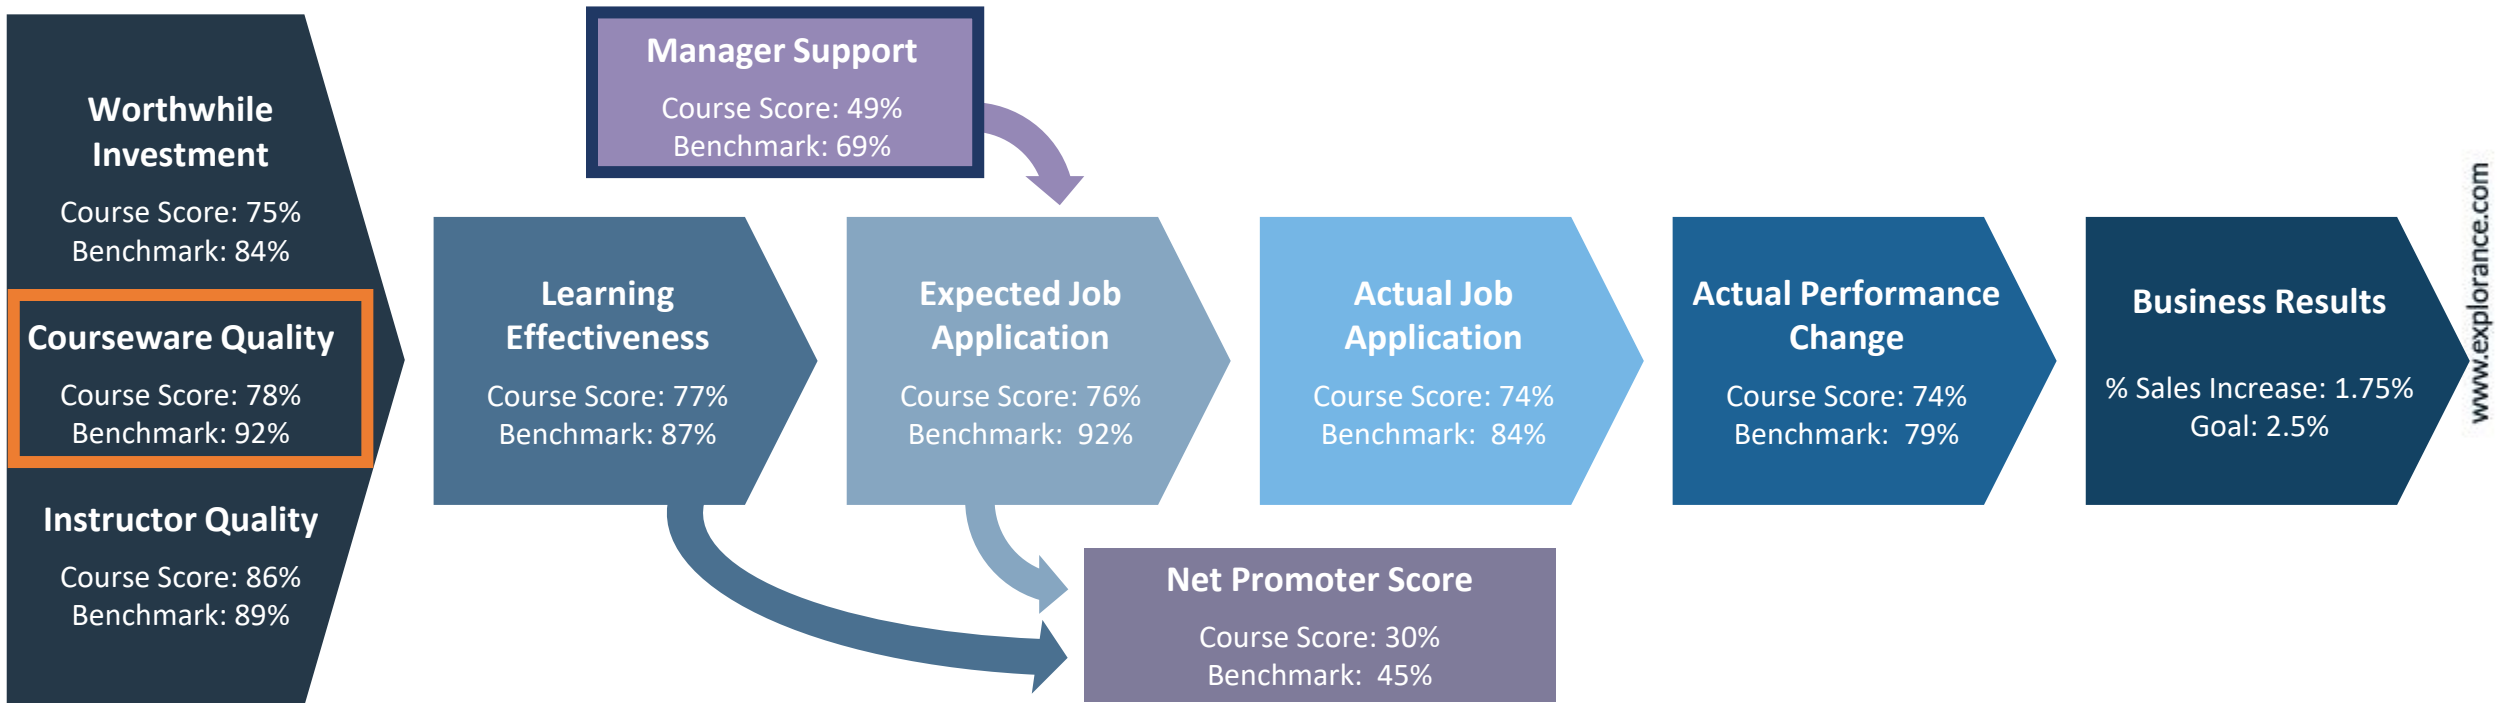 Worthwhile
Investment
Course Score: 75%
Benchmark: 84%
Courseware Quality
Course Score: 78%
Benchmark: 92%
Instructor Quality
Course Score: 86%
Benchmark: 89%
Manager Support
Course Score: 49%
Benchmark: 69%
Learning
Effectiveness
Course Score: 77%
Benchmark: 87%
Expected Job
Application
Course Score: 76%
Benchmark: 92%
Actual Job
Application
Course Score: 74%
Benchmark: 84%
Actual Performance
Change
Course Score: 74%
Benchmark: 79%
Business Results
% Sales Increase: 1.75%
Goal: 2.5%
Net Promoter Score
Course Score: 30%
Benchmark: 45%
www.explorance.com